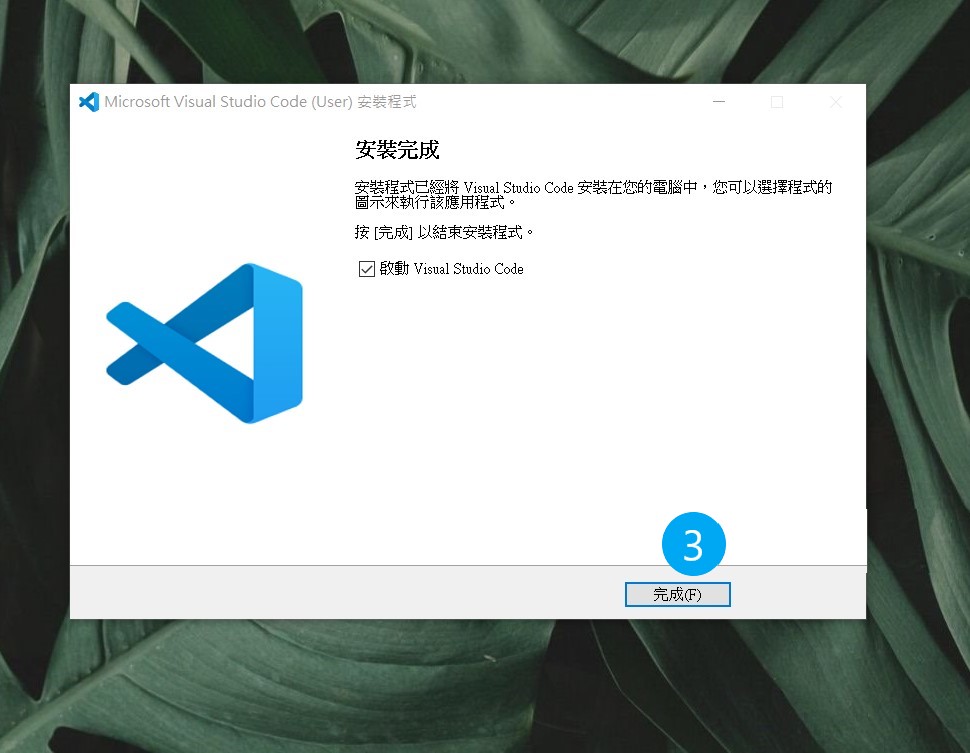 Microsoft Visual Studio Code (User) 安裝程式
安裝完成
安裝程式已經將 Visual Studio Code 安裝在您的電腦中，您可以選擇程式的
圖示來執行該應用程式。
按 [完成] 以結束安裝程式。
啟動 Visual Studio Code
3
完成(F)